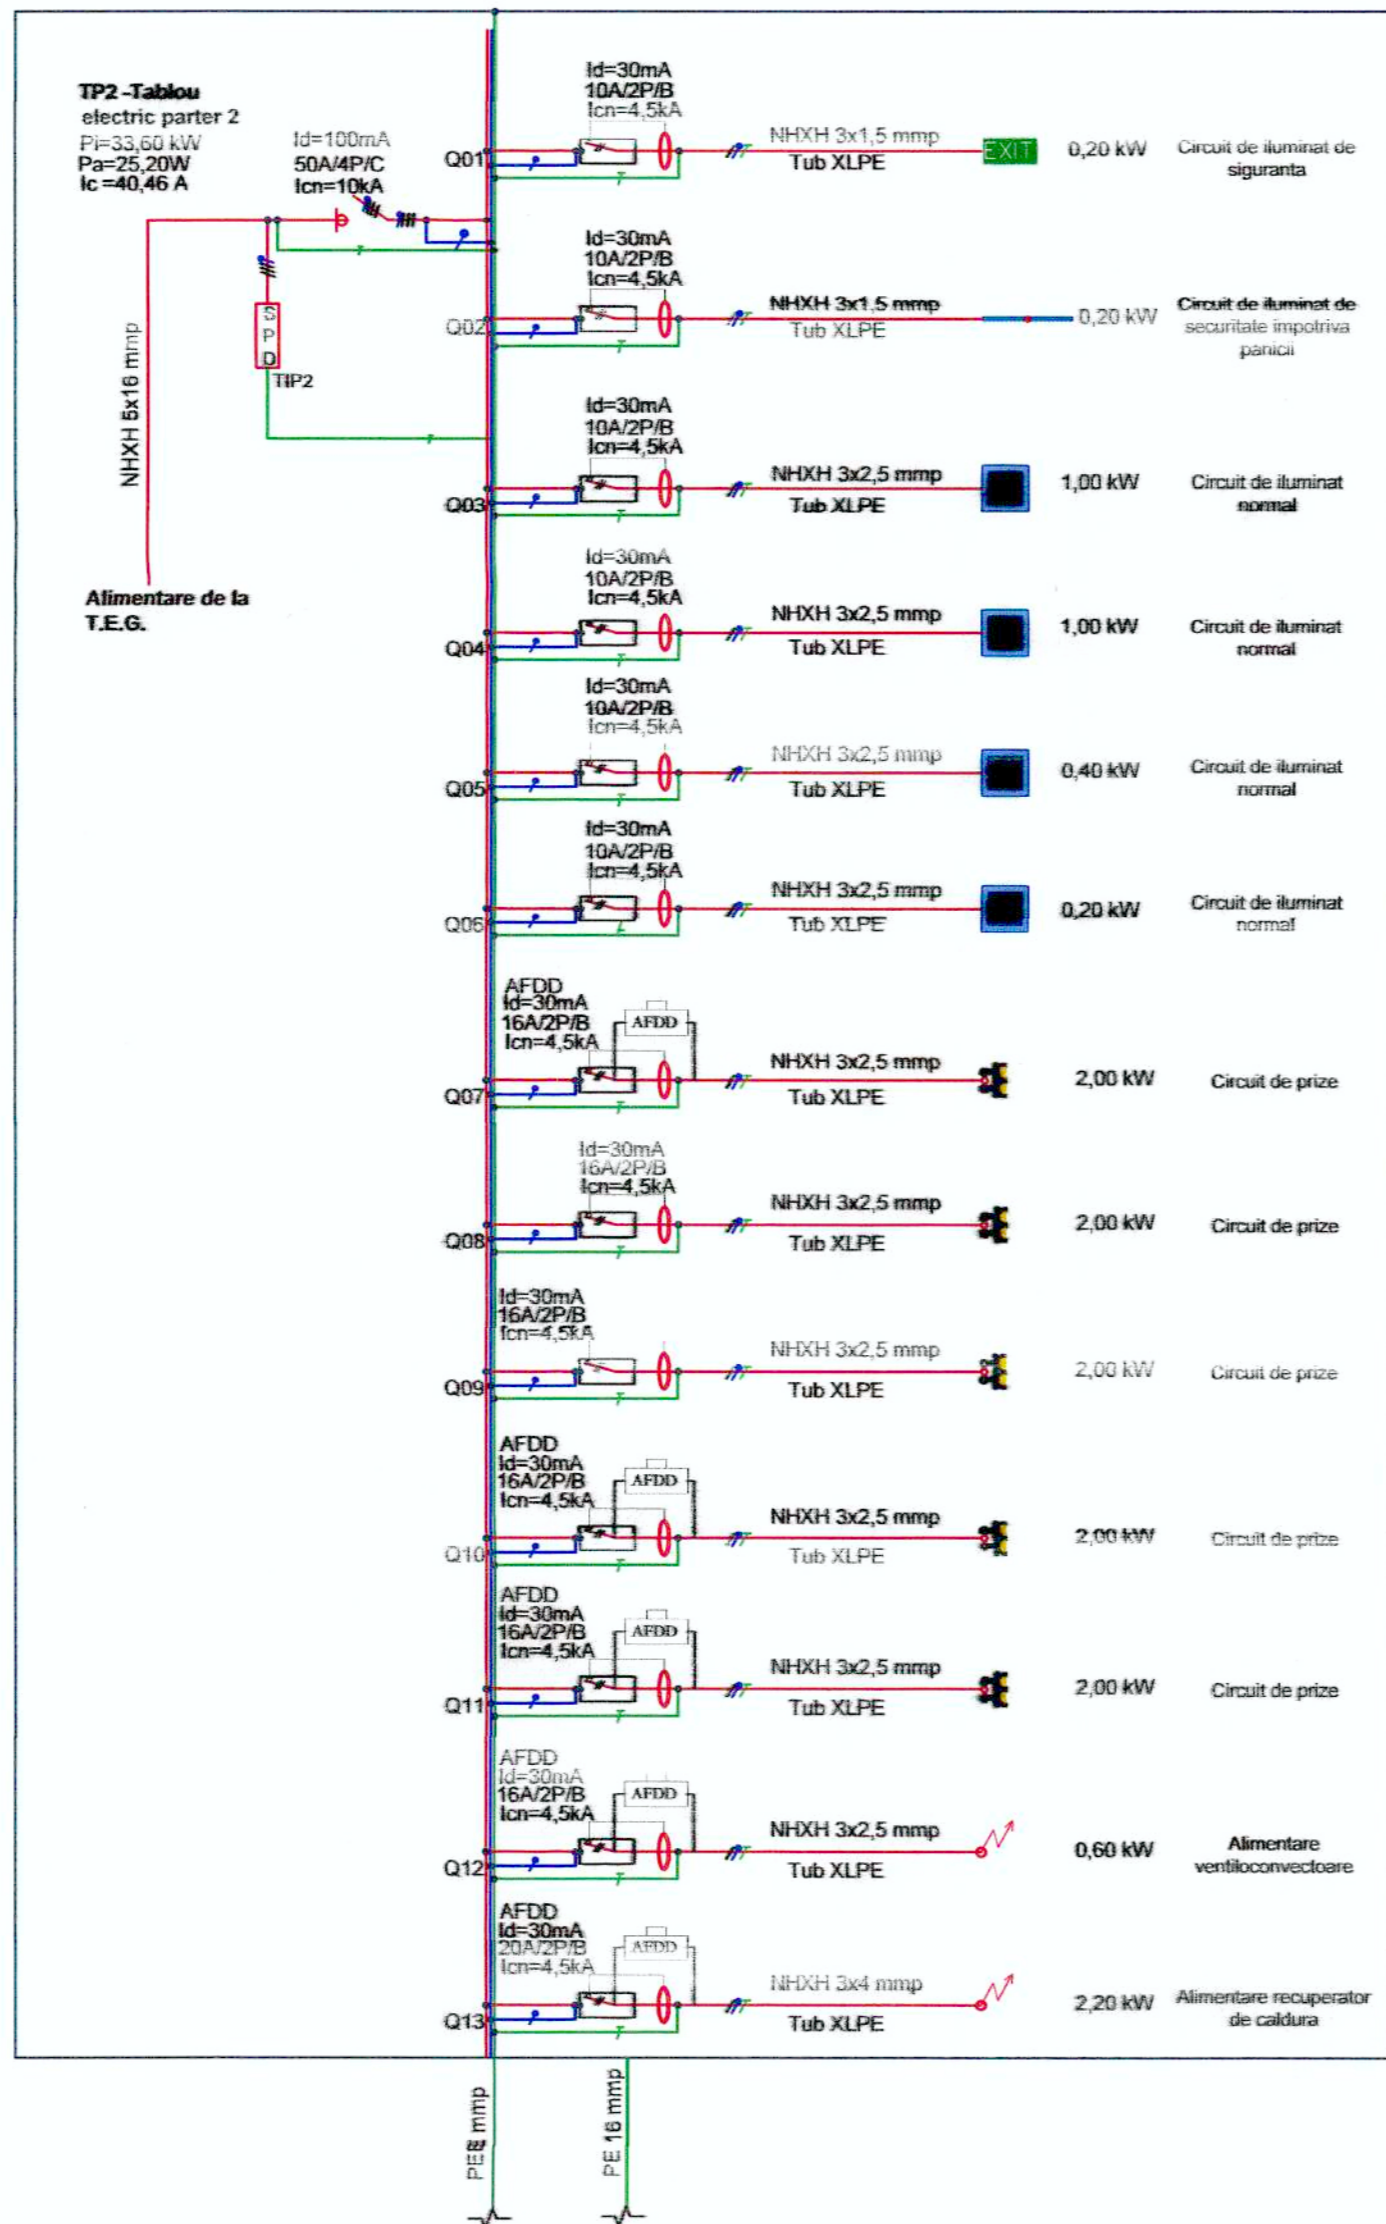 TP2 -Tablou
electric parter 2
Pi=33,60 kW
Pa=25,20W
Ic =40,46 A
Id=100mA
50A/4P/C
Icn=10kA
SPD
TIP2
NHXH 5x16 mmp
Alimentare de la
T.E.G.
Id=30mA
10A/2P/B
Icn=4,5kA
Q01
NHXH 3x1,5 mmp
Tub XLPE
EXIT
0,20 kW
Circuit de iluminat de
siguranta
Id=30mA
10A/2P/B
Icn=4,5kA
Q02
NHXH 3x1,5 mmp
Tub XLPE
0,20 kW
Circuit de iluminat de
securitate impotriva
panicii
Id=30mA
10A/2P/B
Icn=4,5kA
Q03
NHXH 3x2,5 mmp
Tub XLPE
1,00 kW
Circuit de iluminat
normal
Id=30mA
10A/2P/B
Icn=4,5kA
Q04
NHXH 3x2,5 mmp
Tub XLPE
1,00 kW
Circuit de iluminat
normal
Id=30mA
10A/2P/B
Icn=4,5kA
Q05
NHXH 3x2,5 mmp
Tub XLPE
0,40 kW
Circuit de iluminat
normal
Id=30mA
10A/2P/B
Icn=4,5kA
Q06
NHXH 3x2,5 mmp
Tub XLPE
0,20 kW
Circuit de iluminat
normal
AFDD
Id=30mA
16A/2P/B
Icn=4,5kA
AFDD
Q07
NHXH 3x2,5 mmp
Tub XLPE
2,00 kW
Circuit de prize
Id=30mA
16A/2P/B
Icn=4,5kA
Q08
NHXH 3x2,5 mmp
Tub XLPE
2,00 kW
Circuit de prize
Id=30mA
16A/2P/B
Icn=4,5kA
Q09
NHXH 3x2,5 mmp
Tub XLPE
2,00 kW
Circuit de prize
AFDD
Id=30mA
16A/2P/B
Icn=4,5kA
AFDD
Q10
NHXH 3x2,5 mmp
Tub XLPE
2,00 kW
Circuit de prize
AFDD
Id=30mA
16A/2P/B
Icn=4,5kA
AFDD
Q11
NHXH 3x2,5 mmp
Tub XLPE
2,00 kW
Circuit de prize
AFDD
Id=30mA
16A/2P/B
Icn=4,5kA
AFDD
Q12
NHXH 3x2,5 mmp
Tub XLPE
0,60 kW
Alimentare
ventiloconvectoare
AFDD
Id=30mA
20A/2P/B
Icn=4,5kA
AFDD
Q13
NHXH 3x4 mmp
Tub XLPE
2,20 kW
Alimentare recuperator
de caldura
mmp
PE 16 mmp